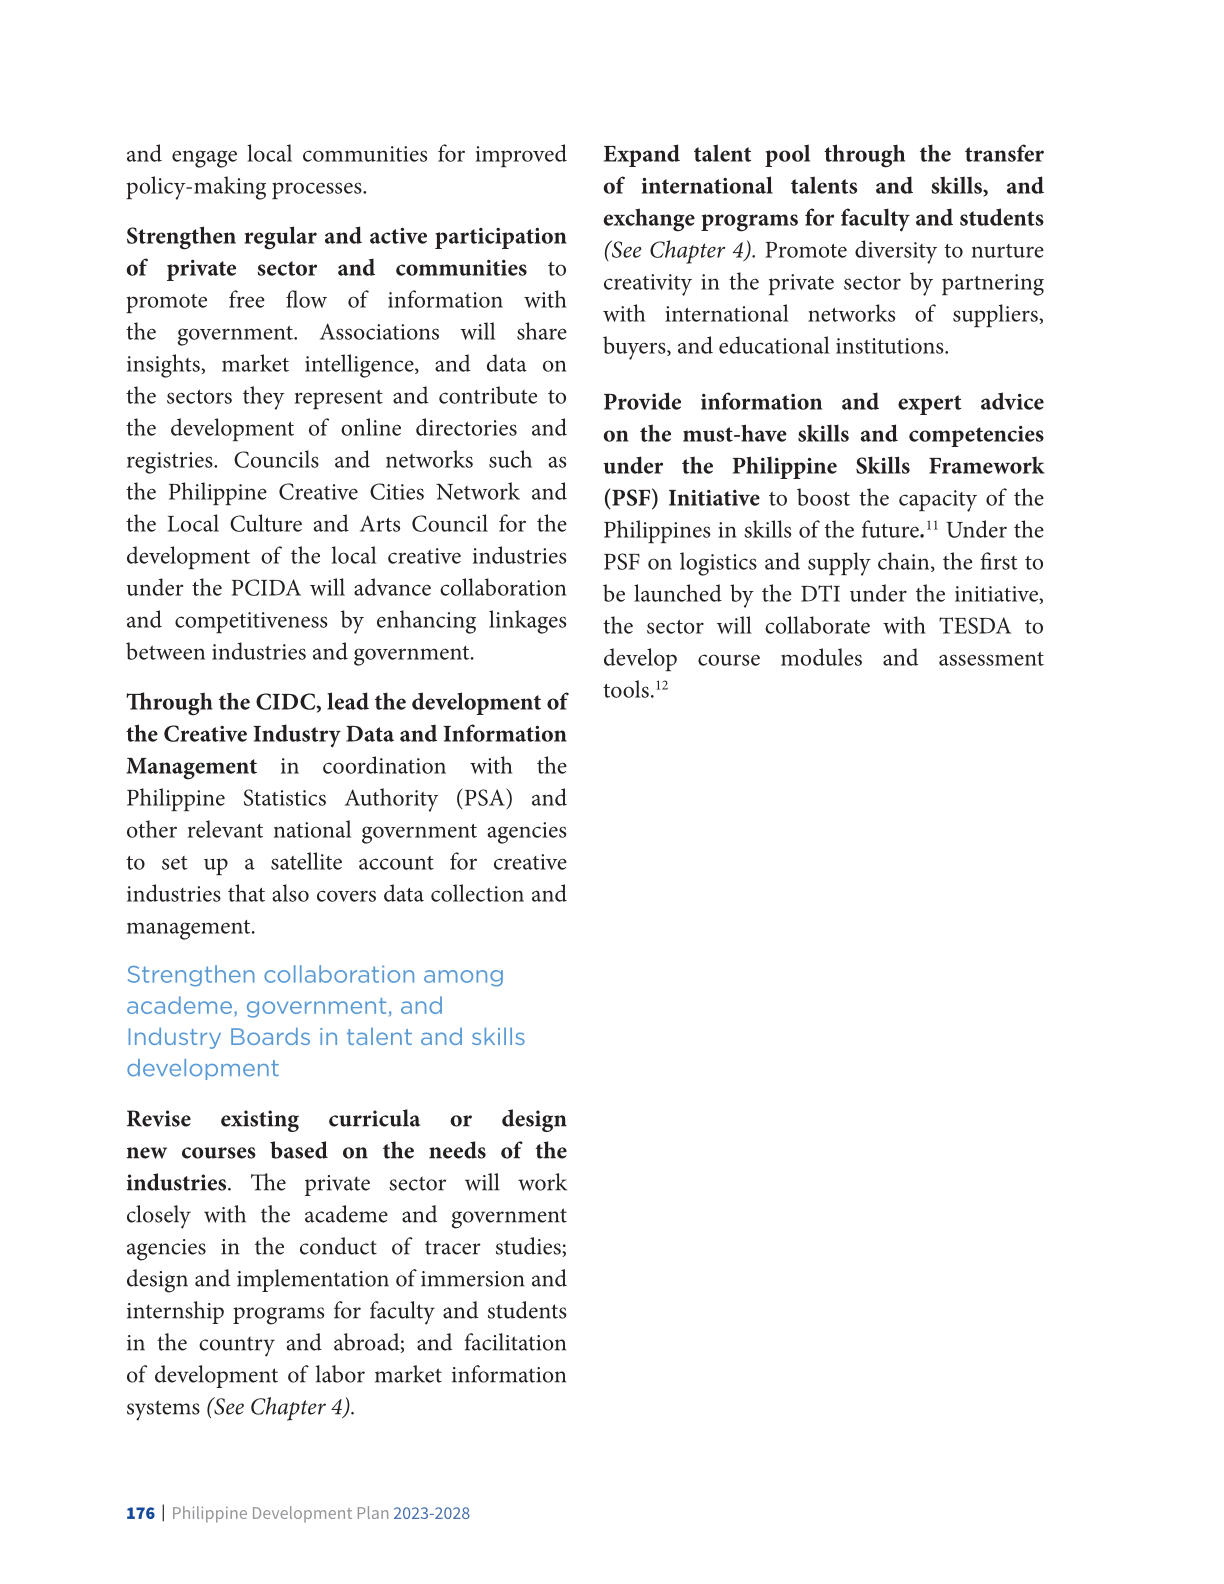 and engage local communities for improved
policy-making processes.
Strengthen regular and active participation
of private sector and communities to
promote free flow of information with
the government. Associations will share
insights, market intelligence, and data on
the sectors they represent and contribute to
the development of online directories and
registries. Councils and networks such as
the Philippine Creative Cities Network and
the Local Culture and Arts Council for the
development of the local creative industries
under the PCIDA will advance collaboration
and competitiveness by enhancing linkages
between industries and government.
Through the CIDC, lead the development of
the Creative Industry Data and Information
Management in coordination with the
Philippine Statistics Authority (PSA) and
other relevant national government agencies
to set up a satellite account for creative
industries that also covers data collection and
management.
Strengthen collaboration among
academe, government, and
Industry Boards in talent and skills
development
Revise existing curricula or design
new courses based on the needs of the
industries. The private sector will work
closely with the academe and government
agencies in the conduct of tracer studies;
design and implementation of immersion and
internship programs for faculty and students
in the country and abroad; and facilitation
of development of labor market information
systems (See Chapter 4).
Expand talent pool through the transfer
of international talents and skills, and
exchange programs for faculty and students
(See Chapter 4). Promote diversity to nurture
creativity in the private sector by partnering
with international networks of suppliers,
buyers, and educational institutions.
Provide information and expert advice
on the must-have skills and competencies
under the Philippine Skills Framework
(PSF) Initiative to boost the capacity of the
Philippines in skills of the future.11 Under the
PSF on logistics and supply chain, the first to
be launched by the DTI under the initiative,
the sector will collaborate with TESDA to
develop course modules and assessment
tools.12
176 | Philippine Development Plan 2023-2028